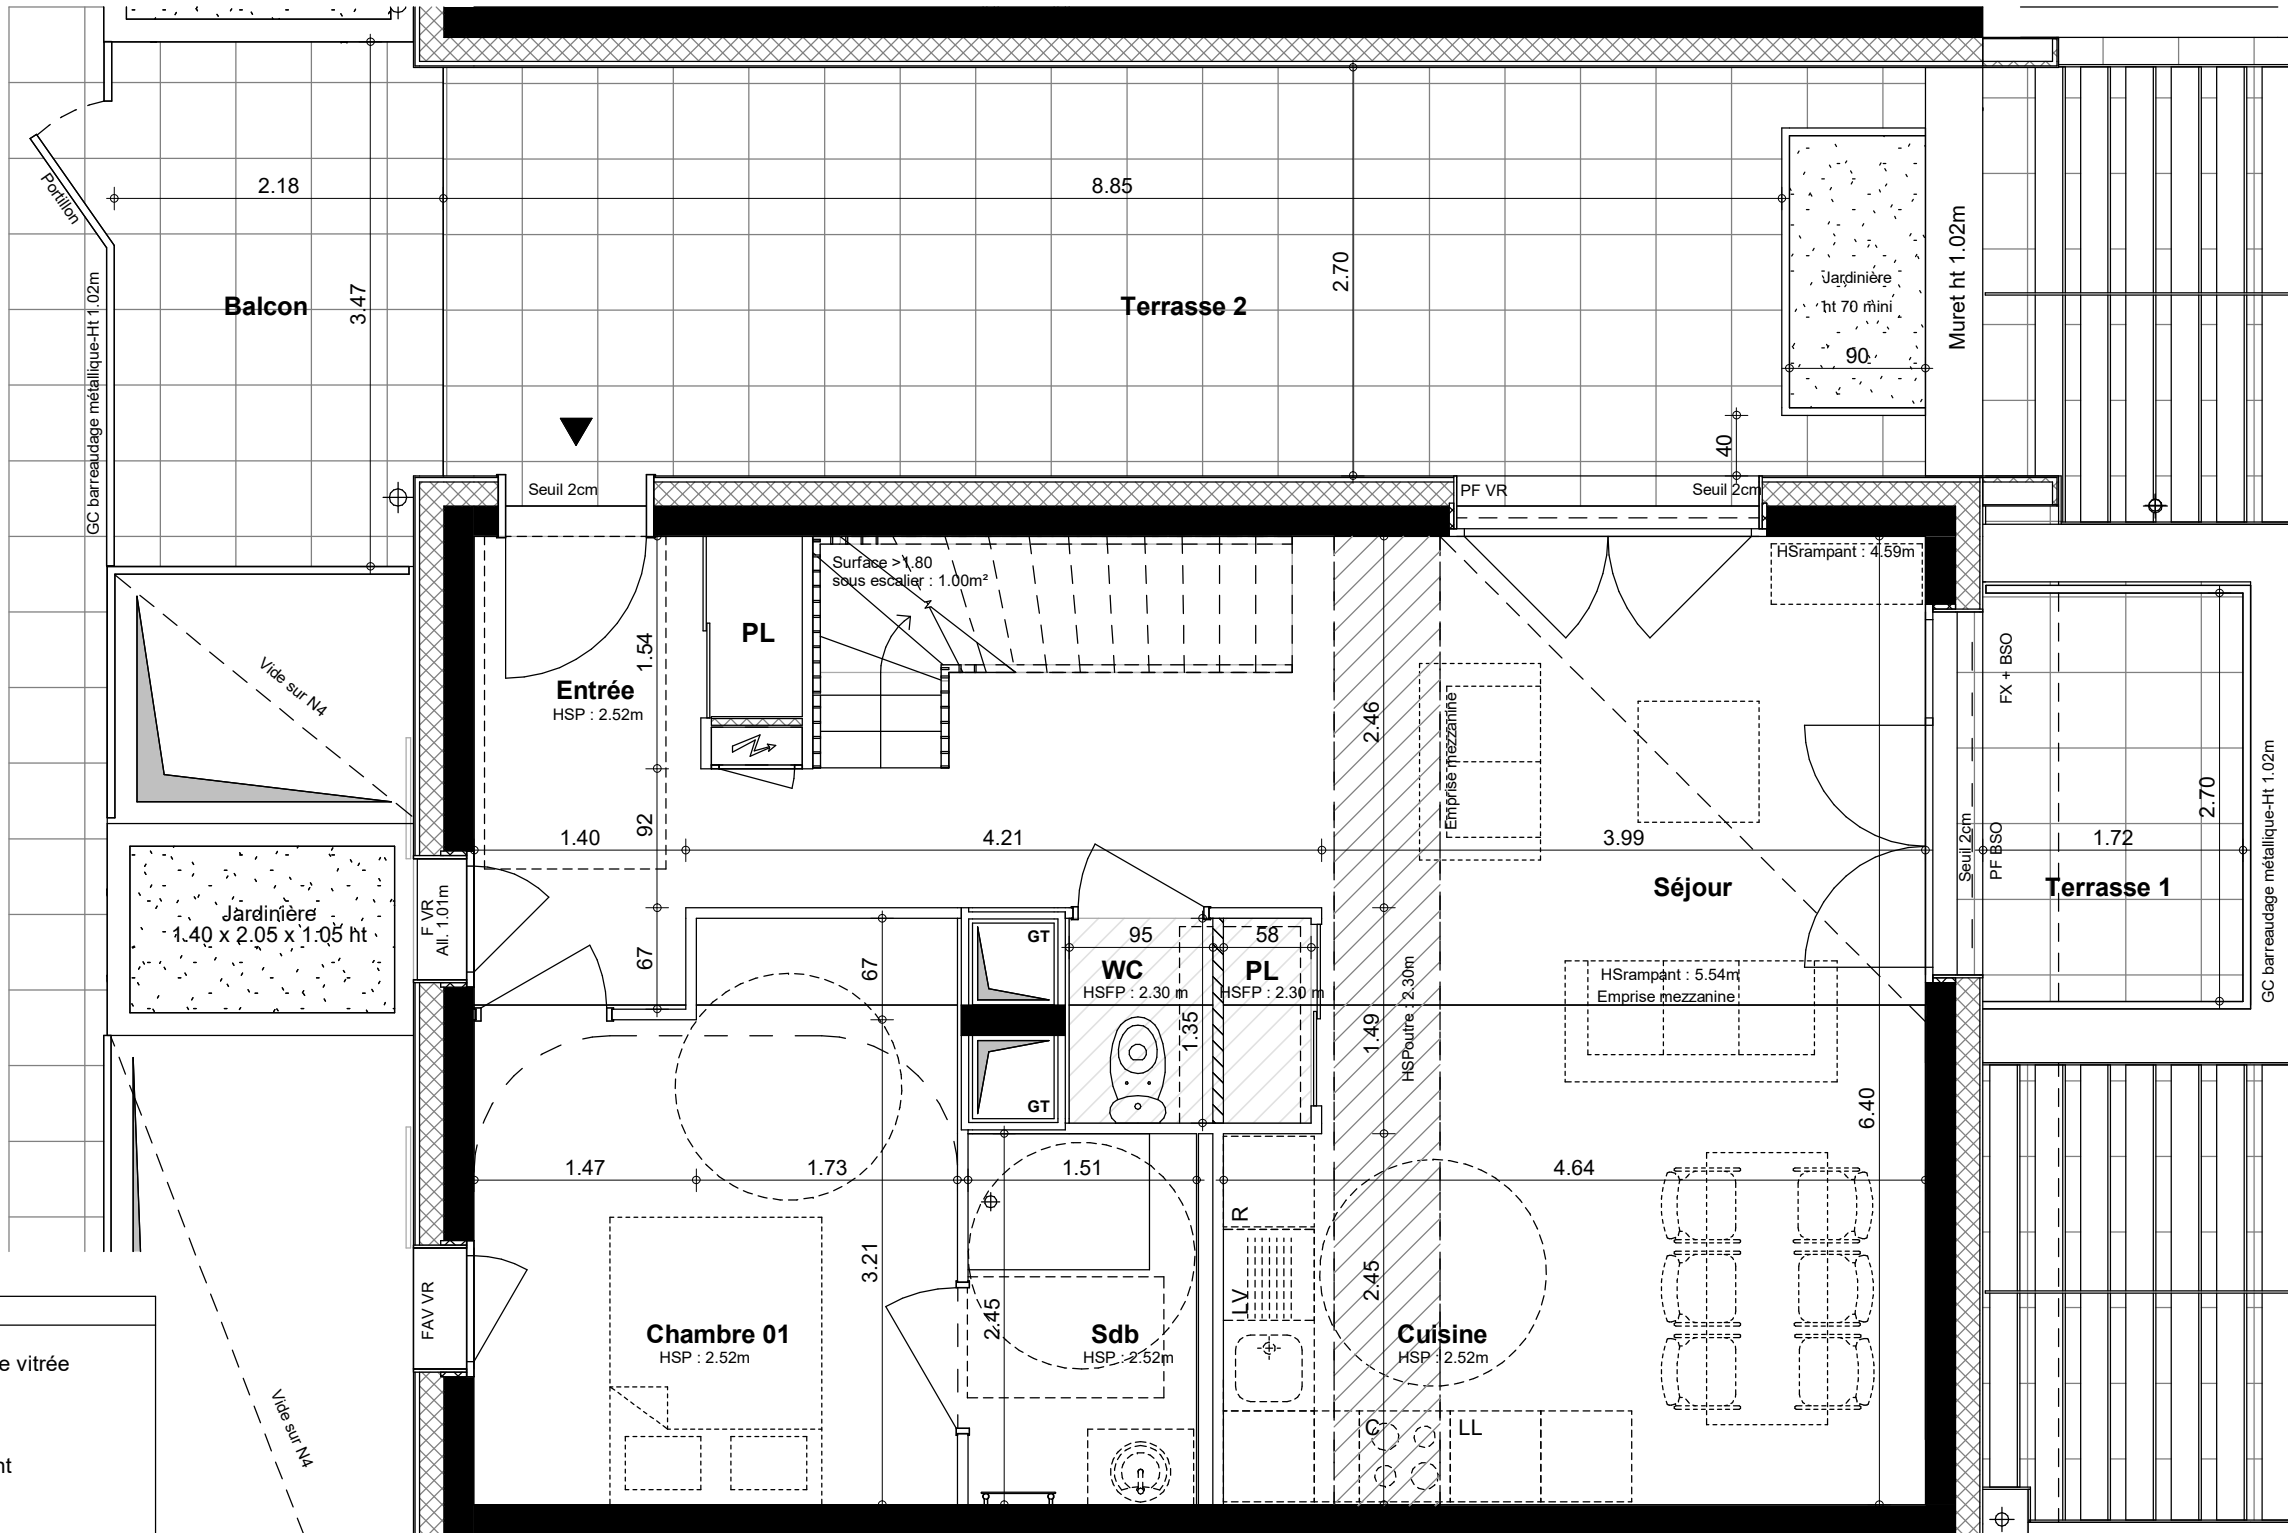 2.18
8.85
Portillon
Balcon
3.47
GC barreaudage métallique-Ht 1.02m
Terrasse 2
2.70
Jardinière
ht 70 mini
90
40
Muret ht 1.02m
Seuil 2cm
PF VR
Seuil 2cm
Surface >1.80
sous escalier : 1.00m²
HSrampant : 4.59m
PL
1.54
Entrée
HSP : 2.52m
Vide sur N4
2.46
Emprise mezzanine
FX + BSO
92
1.40
4.21
3.99
Séjour
Seuil 2cm
PF BSO
1.72
2.70
Terrasse 1
GC barreaudage métallique-Ht 1.02m
Jardinière
1.40 x 2.05 x 1.05 ht
F VR
All. 1.01m
67
67
GT
95
58
WC
HSFP : 2.30 m
PL
HSFP : 2.30 m
1.35
GT
1.49
HSPoutre : 2.30m
HSrampant : 5.54m
Emprise mezzanine
6.40
1.47
1.73
1.51
4.64
R
LV
3.21
2.45
2.45
FAV VR
Chambre 01
HSP : 2.52m
Sdb
HSP : 2.52m
Cuisine
HSP : 2.52m
C
LL
Vide sur N4
e vitrée
nt